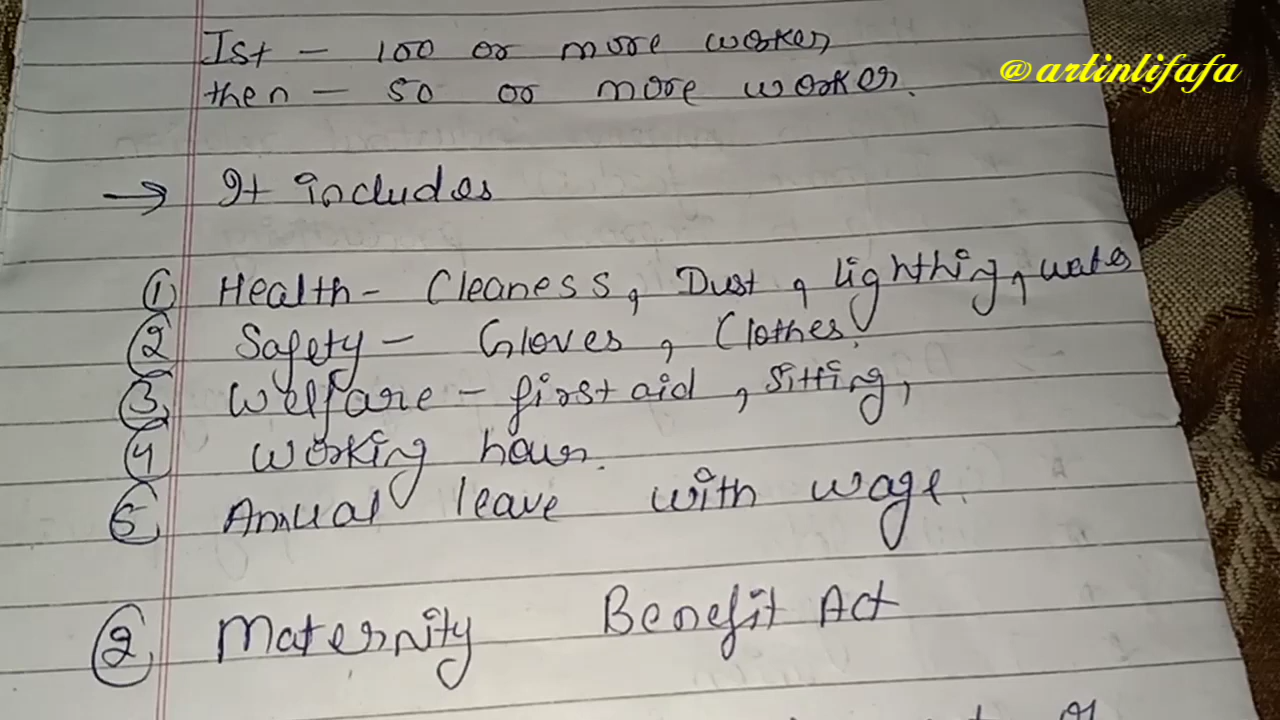 Ist - 100 or more worker
then - 50 or more worker.
@artinlifafa
→ It includes
① Health - Cleaness, Dust, lighthing, water
② Safety - Gloves, Clothes.
③ Welfare - first aid, sitting,
④ working hour.
⑤ Annual leave with wage.
② Maternity Benefit Act